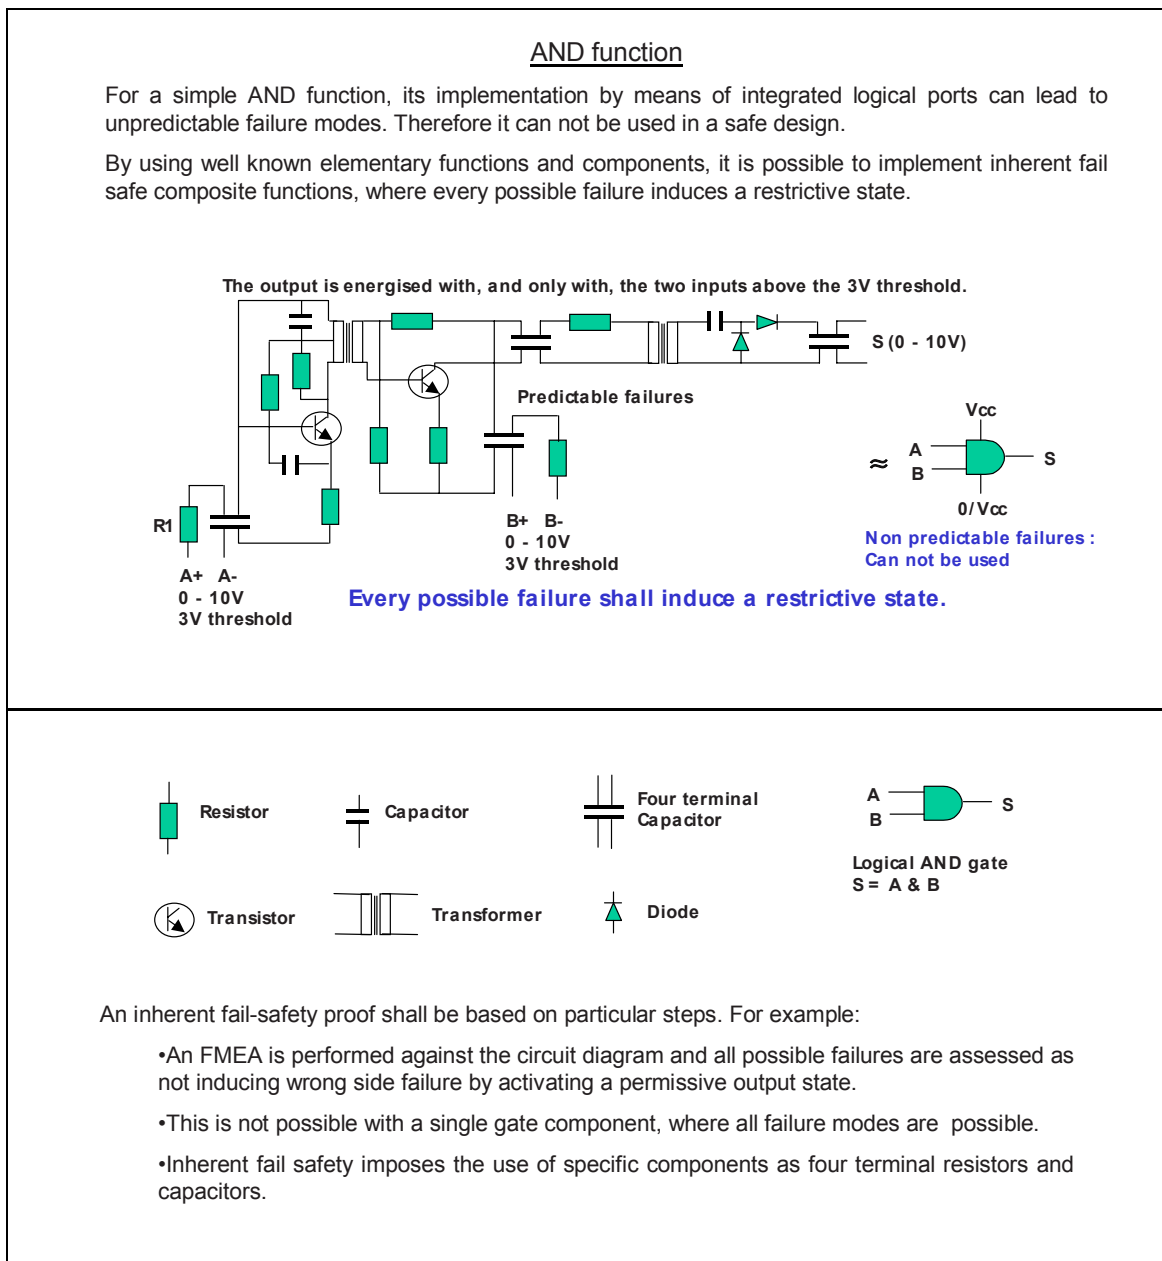 AND function
For a simple AND function, its implementation by means of integrated logical ports can lead to
unpredictable failure modes. Therefore it can not be used in a safe design.
By using well known elementary functions and components, it is possible to implement inherent fail
safe composite functions, where every possible failure induces a restrictive state.
The output is energised with, and only with, the two inputs above the 3V threshold.
S (0 - 10V)
Predictable failures
Vcc
A
B
S
≈
0/Vcc
R1
B+ B-
0 - 10V
3V threshold
Non predictable failures :
Can not be used
A+ A-
0 - 10V
3V threshold
Every possible failure shall induce a restrictive state.
Resistor
Capacitor
Four terminal
Capacitor
A
B
S
Logical AND gate
S = A & B
Transistor
Transformer
Diode
An inherent fail-safety proof shall be based on particular steps. For example:
•An FMEA is performed against the circuit diagram and all possible failures are assessed as
not inducing wrong side failure by activating a permissive output state.
•This is not possible with a single gate component, where all failure modes are possible.
•Inherent fail safety imposes the use of specific components as four terminal resistors and
capacitors.